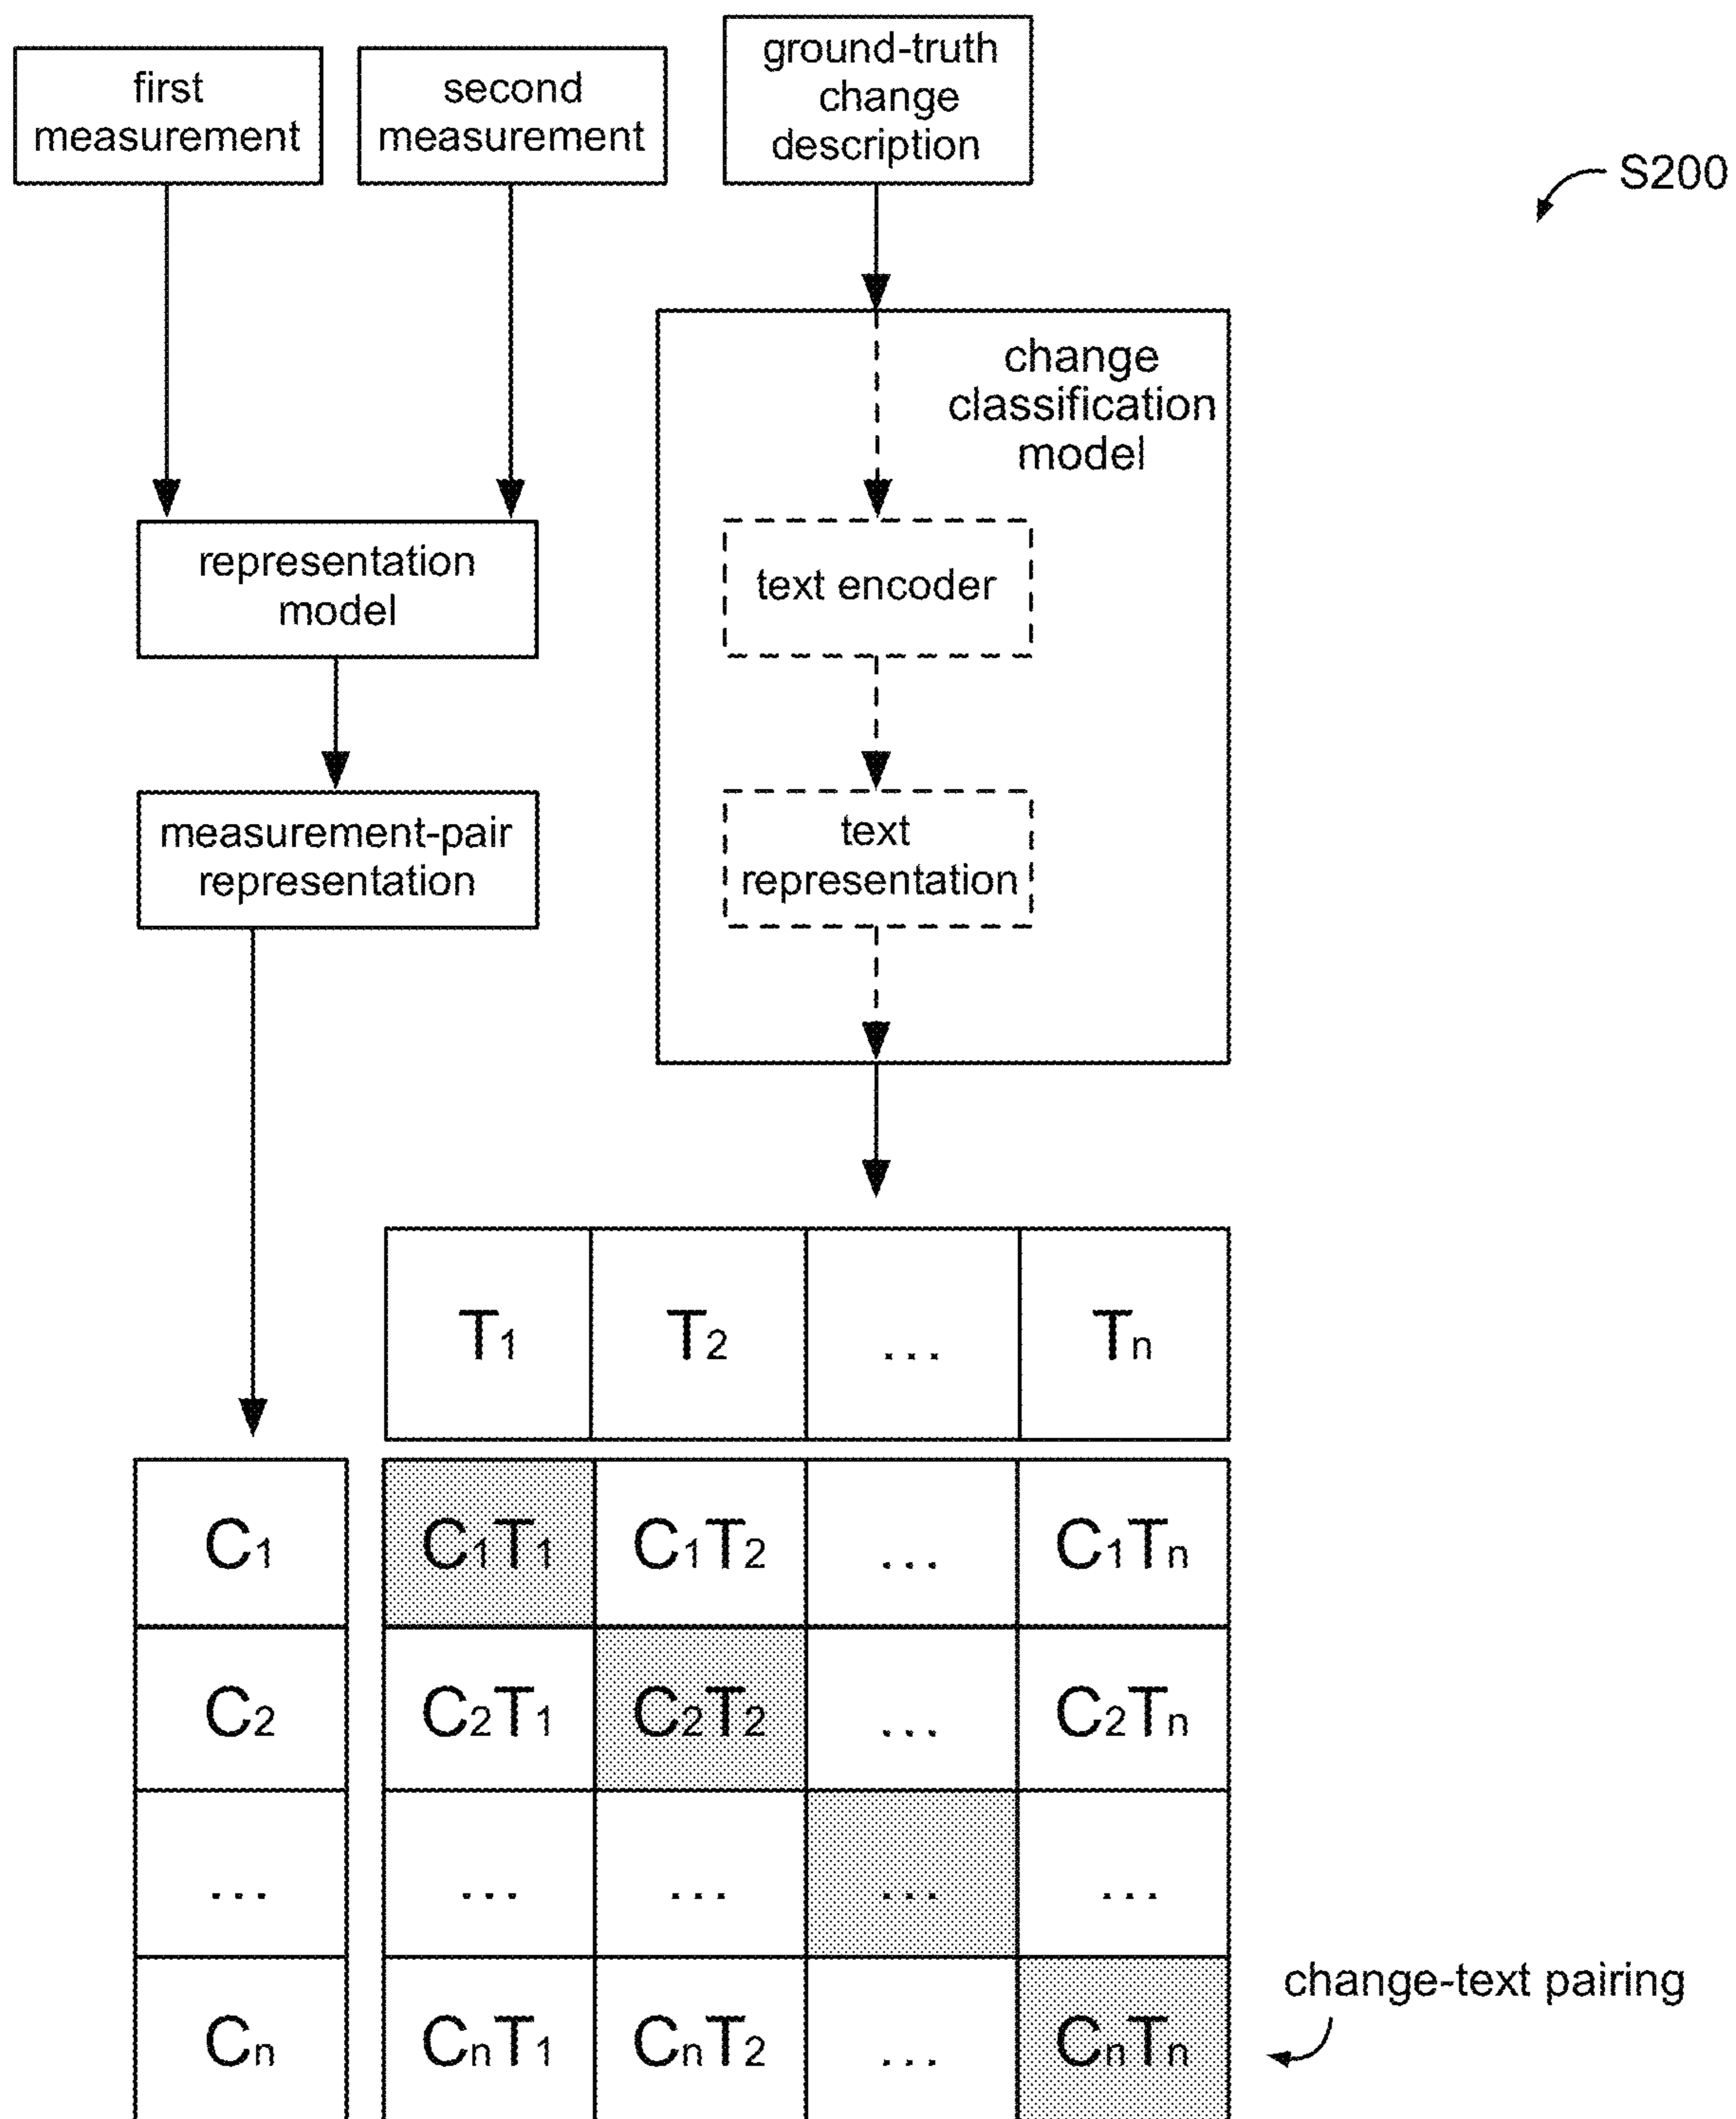 first
measurement
second
measurement
ground-truth
change
description
S200
change
classification
model
representation
model
text encoder
measurement-pair
representation
text
representation
T1 T2 ... Tn
C1 C1T1 C1T2 ... C1Tn
C2 C2T1 C2T2 ... C2Tn
... ... ... ... ...
change-text pairing
Cn CnT1 CnT2 ... CnTn